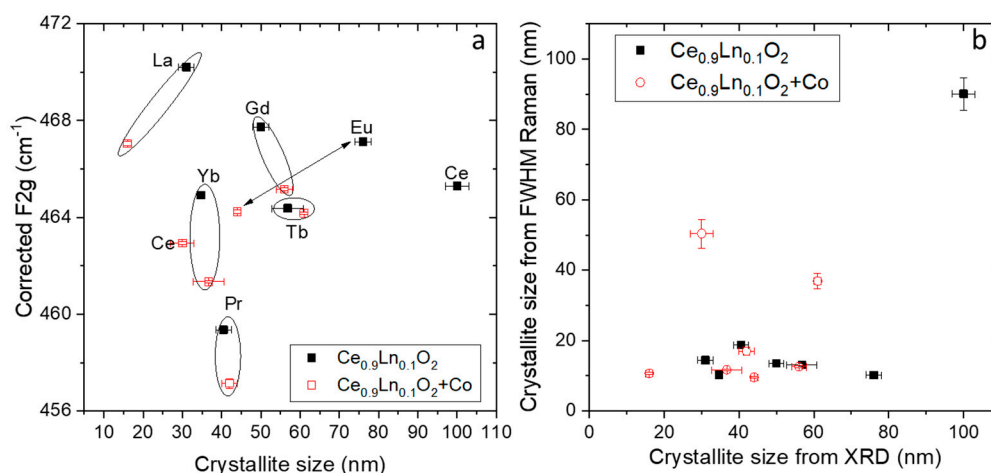 a
472
468
464
460
456
Corrected F2g (cm⁻¹)
La
Gd
Eu
Yb
Ce
Ce
Tb
Pr
Ce₀.₉Ln₀.₁O₂
Ce₀.₉Ln₀.₁O₂+Co
10 20 30 40 50 60 70 80 90 100 110
Crystallite size (nm)
b
100
80
60
40
20
0
Crystallite size from FWHM Raman (nm)
Ce₀.₉Ln₀.₁O₂
Ce₀.₉Ln₀.₁O₂+Co
0 20 40 60 80 100
Crystallite size from XRD (nm)